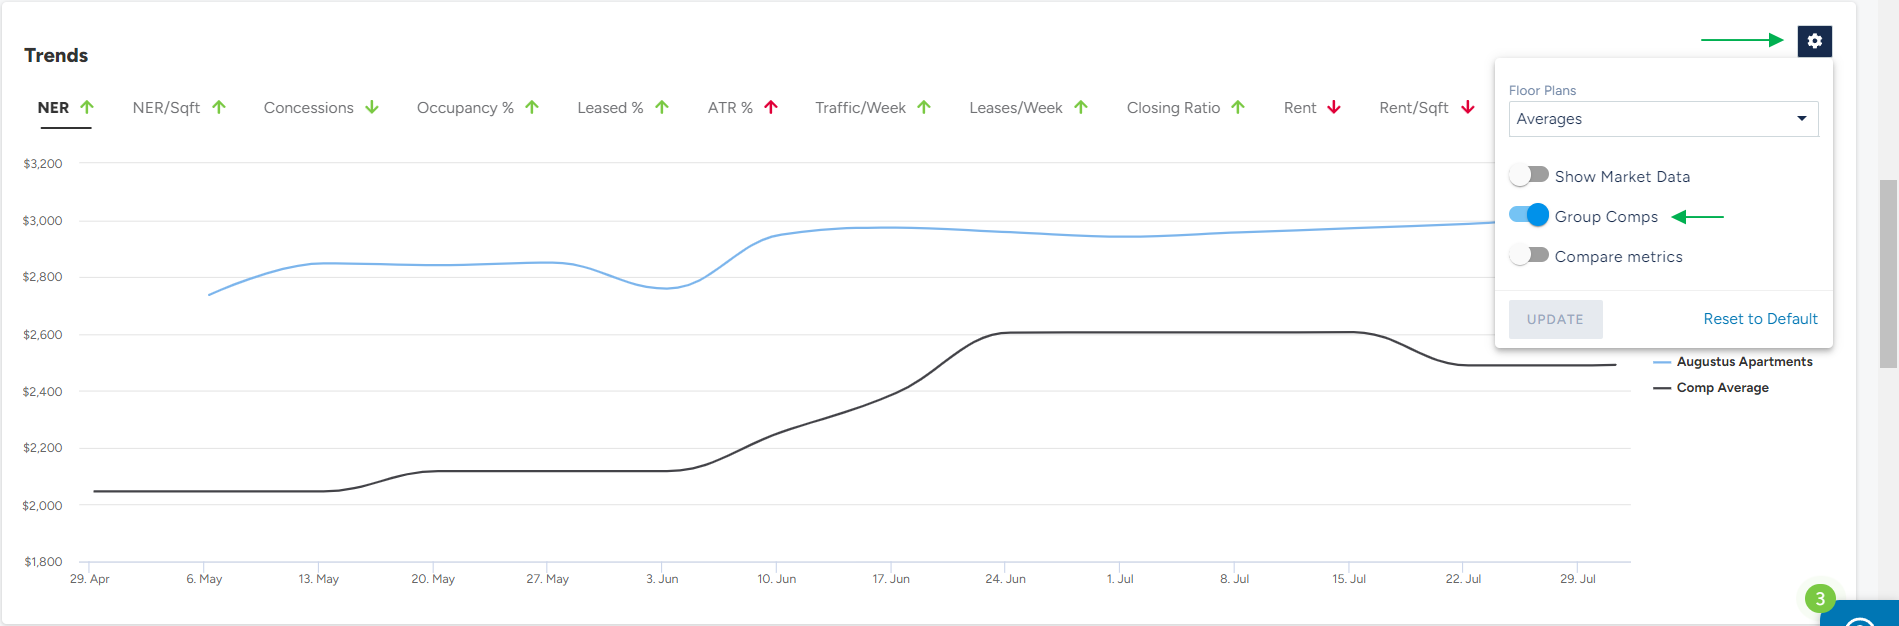 Trends
NER NER/Sqft Concessions Occupancy % Leased % ATR % Traffic/Week Leases/Week Closing Ratio Rent Rent/Sqft
Floor Plans
Averages
Show Market Data
Group Comps
Compare metrics
UPDATE Reset to Default
$3,200
$3,000
$2,800
$2,600
$2,400
$2,200
$2,000
$1,800
29. Apr 6. May 13. May 20. May 27. May 3. Jun 10. Jun 17. Jun 24. Jun 1. Jul 8. Jul 15. Jul 22. Jul 29. Jul
Augustus Apartments
Comp Average
3